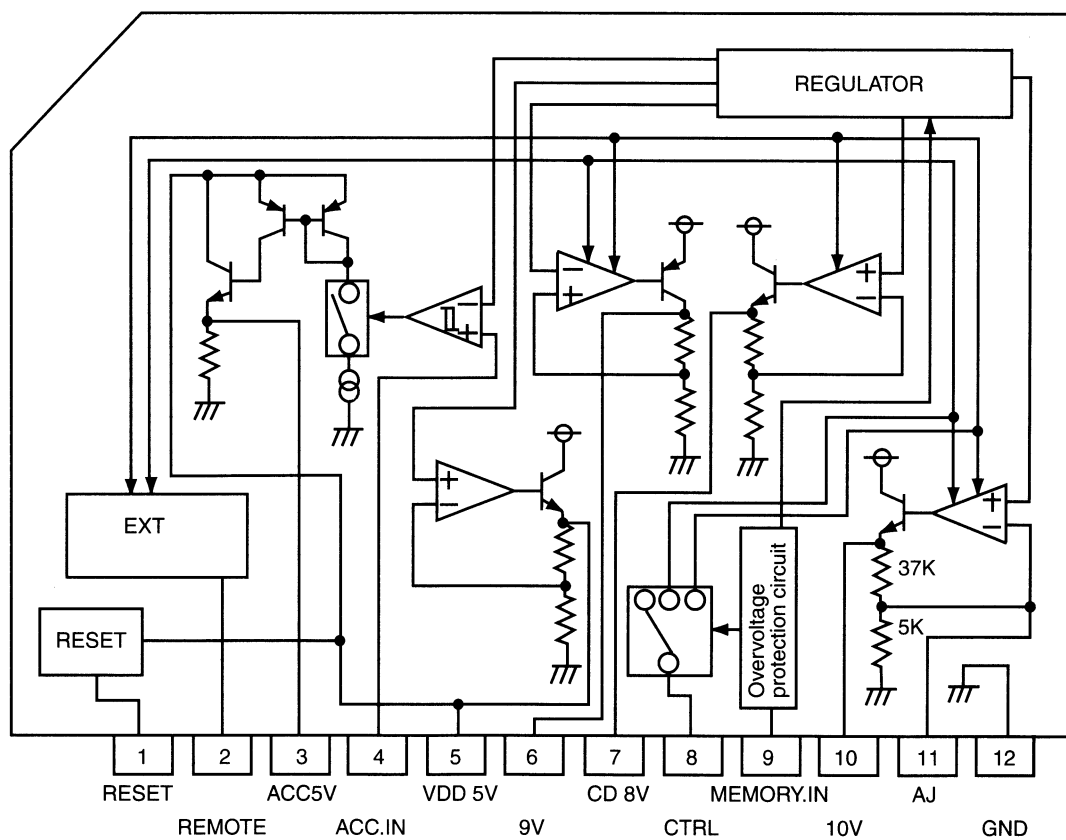 REGULATOR
EXT
RESET
Overvoltage
protection circuit
37K
5K
−
+
+
−
−
+
+
−
+
−
1 2 3 4 5 6 7 8 9 10 11 12
RESET ACC5V VDD 5V CD 8V MEMORY.IN AJ
REMOTE ACC.IN 9V CTRL 10V GND